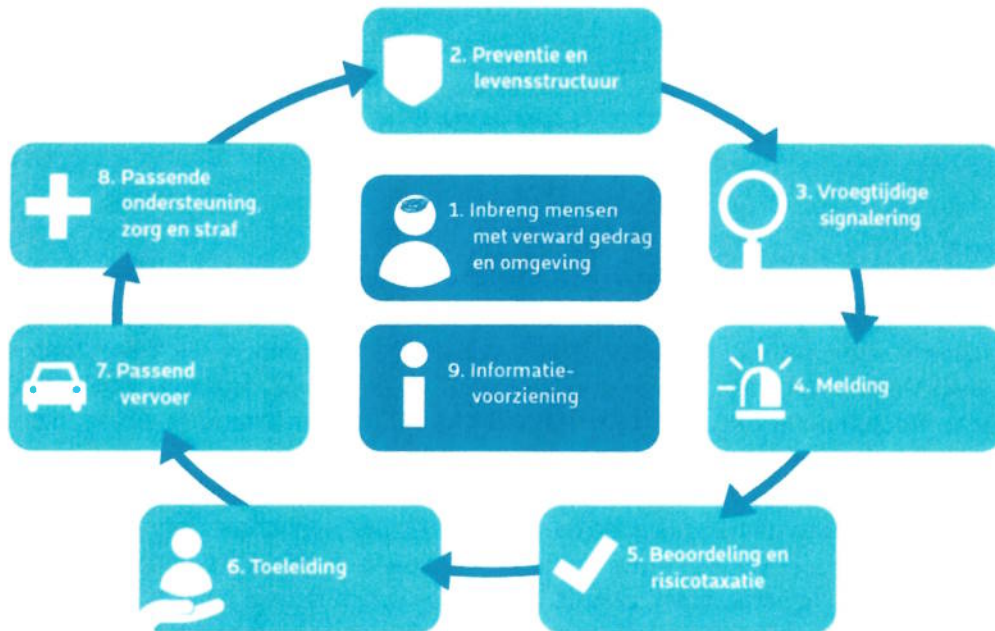 2. Preventie en
levensstructuur
3. Vroegtijdige
signalering
4. Melding
5. Beoordeling en
risicotaxatie
6. Toeleiding
7. Passend
vervoer
8. Passende
ondersteuning,
zorg en straf
1. Inbreng mensen
met verward gedrag
en omgeving
9. Informatie-
voorziening